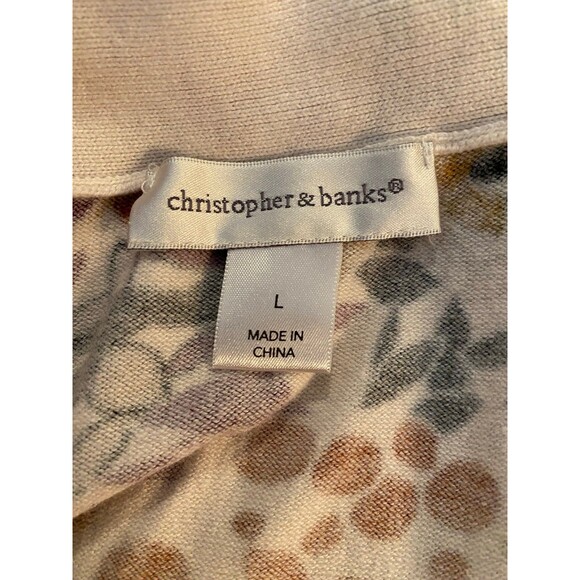 christopher & banks®
L
MADE IN
CHINA